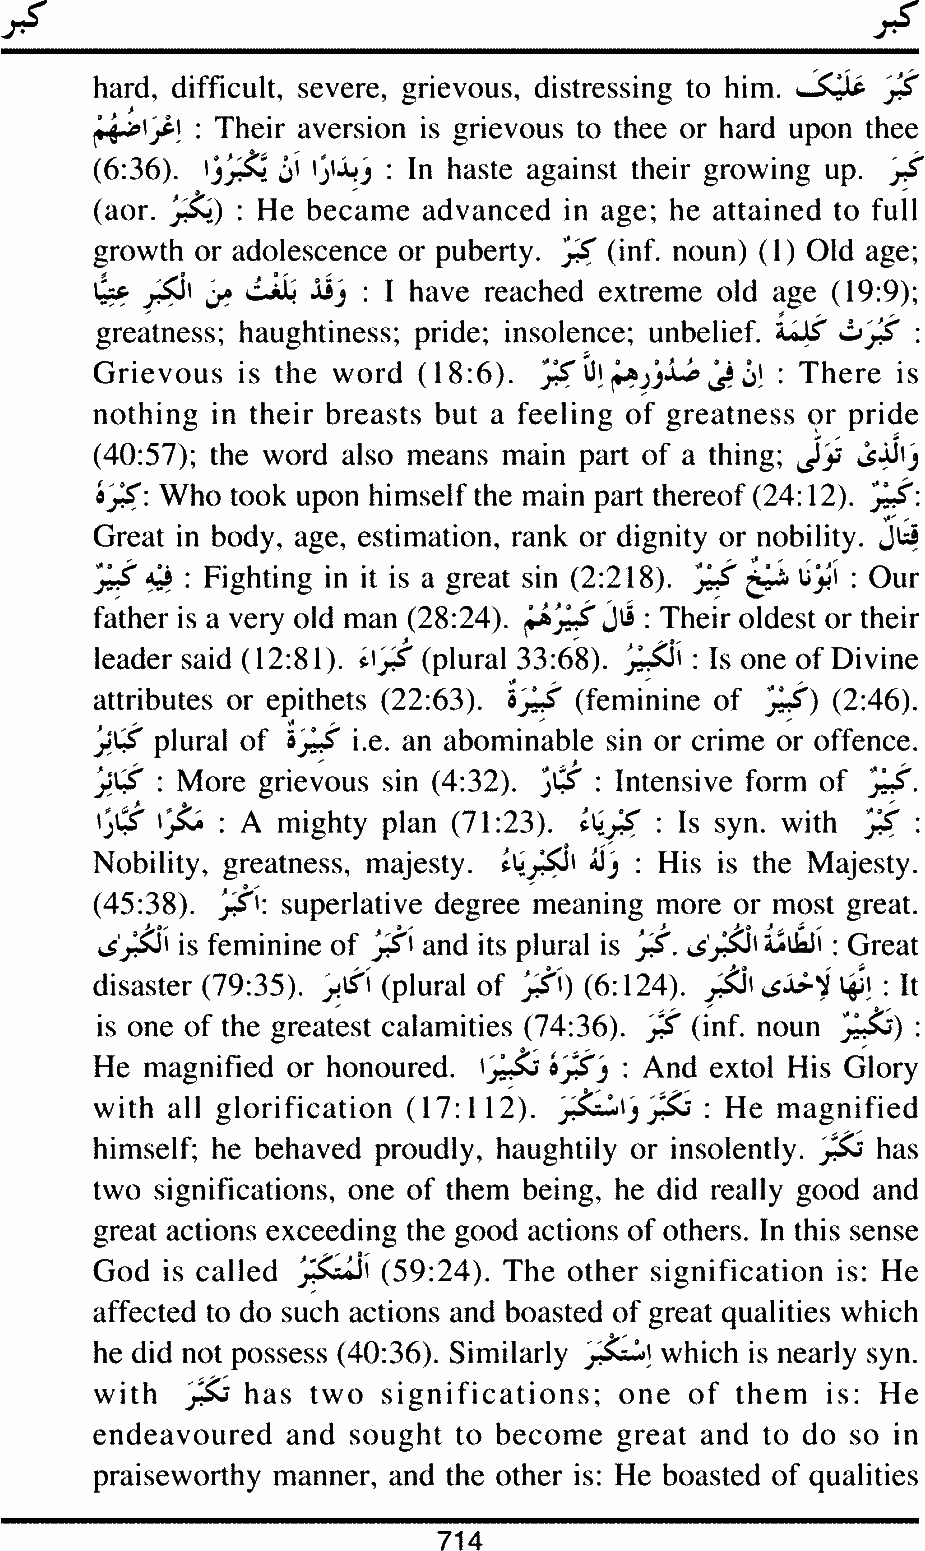 كبر كبر
hard, difficult, severe, grievous, distressing to him. كَبُرَ عَلَيْكَ
اِعْرَاضُهُمْ : Their aversion is grievous to thee or hard upon thee
(6:36). وَبِدَارًا اَنْ يَّكْبَرُوْا : In haste against their growing up. كَبِرَ
(aor. يَكْبَرُ) : He became advanced in age; he attained to full
growth or adolescence or puberty. كِبَرٌ (inf. noun) (1) Old age;
وَقَدْ بَلَغْتُ مِنَ الْكِبَرِ عِتِيًّا : I have reached extreme old age (19:9);
greatness; haughtiness; pride; insolence; unbelief. كَبُرَتْ كَلِمَةً :
Grievous is the word (18:6). اِنْ فِىْ صُدُوْرِهِمْ اِلَّا كِبْرٌ : There is
nothing in their breasts but a feeling of greatness or pride
(40:57); the word also means main part of a thing; وَالَّذِىْ تَوَلّٰى
كِبْرَهٗ: Who took upon himself the main part thereof (24:12). كَبِيْرٌ:
Great in body, age, estimation, rank or dignity or nobility. قِتَالٌ
فِيْهِ كَبِيْرٌ : Fighting in it is a great sin (2:218). اَبُوْنَا شَيْخٌ كَبِيْرٌ : Our
father is a very old man (28:24). قَالَ كَبِيْرُهُمْ : Their oldest or their
leader said (12:81). كُبَرَاءُ (plural 33:68). اَلْكَبِيْرُ : Is one of Divine
attributes or epithets (22:63). كَبِيْرَةٌ (feminine of كَبِيْرٌ) (2:46).
كَبَائِرُ plural of كَبِيْرَةٌ i.e. an abominable sin or crime or offence.
كَبَائِرُ : More grievous sin (4:32). كُبَّارٌ : Intensive form of كَبِيْرٌ.
مَكْرًا كُبَّارًا : A mighty plan (71:23). كِبْرِيَاءُ : Is syn. with كِبْرٌ :
Nobility, greatness, majesty. وَلَهُ الْكِبْرِيَاءُ : His is the Majesty.
(45:38). اَكْبَرُ: superlative degree meaning more or most great.
اَلْكُبْرٰى is feminine of اَكْبَرُ and its plural is كُبَرُ. اَلطَّامَّةُ الْكُبْرٰى : Great
disaster (79:35). اَكَابِرُ (plural of اَكْبَرُ) (6:124). اِنَّهَا لَاِحْدَى الْكُبَرِ : It
is one of the greatest calamities (74:36). كَبَّرَ (inf. noun تَكْبِيْرٌ) :
He magnified or honoured. وَكَبِّرْهُ تَكْبِيْرًا : And extol His Glory
with all glorification (17:112). تَكَبَّرَ وَاسْتَكْبَرَ : He magnified
himself; he behaved proudly, haughtily or insolently. تَكَبَّرَ has
two significations, one of them being, he did really good and
great actions exceeding the good actions of others. In this sense
God is called اَلْمُتَكَبِّرُ (59:24). The other signification is: He
affected to do such actions and boasted of great qualities which
he did not possess (40:36). Similarly اِسْتَكْبَرَ which is nearly syn.
with تَكَبَّرَ has two significations; one of them is: He
endeavoured and sought to become great and to do so in
praiseworthy manner, and the other is: He boasted of qualities
714